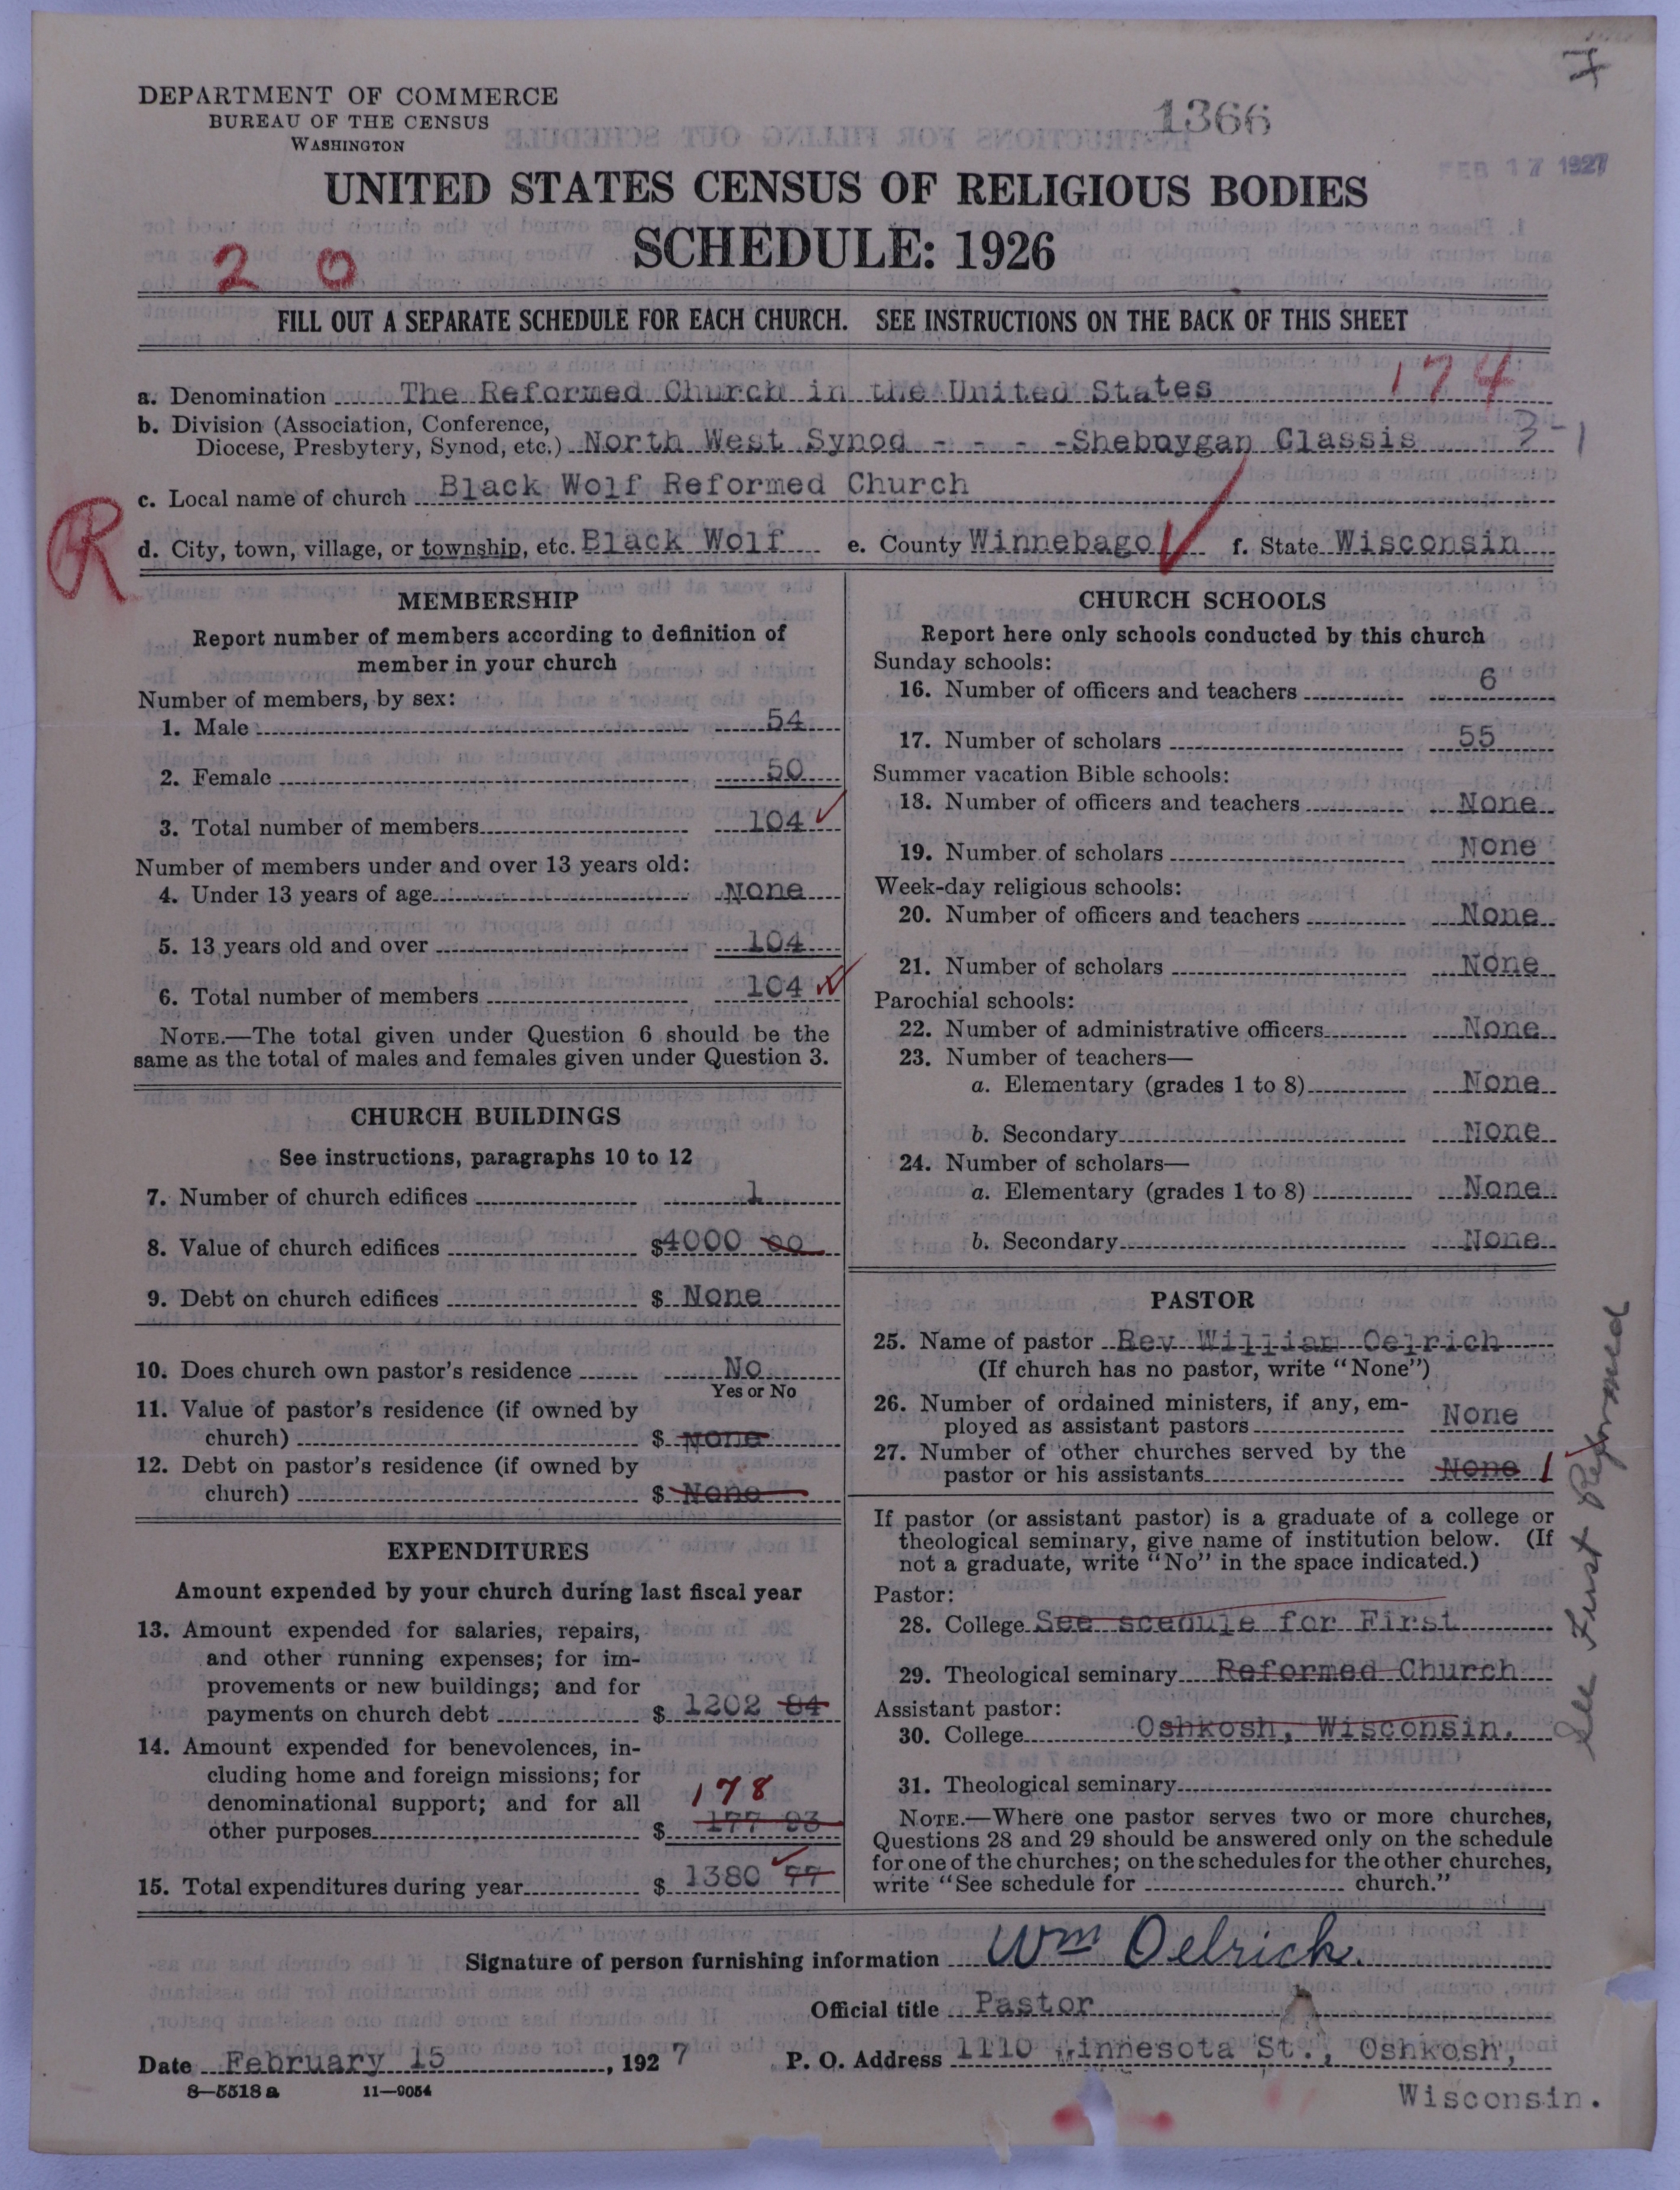 DEPARTMENT OF COMMERCE
BUREAU OF THE CENSUS
WASHINGTON
1366
FEB 17 1927
UNITED STATES CENSUS OF RELIGIOUS BODIES
SCHEDULE: 1926
2 0
FILL OUT A SEPARATE SCHEDULE FOR EACH CHURCH. SEE INSTRUCTIONS ON THE BACK OF THIS SHEET
a. Denomination The Reformed Church in the United States 174
b. Division (Association, Conference,
Diocese, Presbytery, Synod, etc.) North West Synod - - - -Sheboygan Classis 3-1
c. Local name of church Black Wolf Reformed Church
R
d. City, town, village, or township, etc. Black Wolf e. County Winnebago f. State Wisconsin
MEMBERSHIP
Report number of members according to definition of
member in your church
Number of members, by sex:
1. Male 54
2. Female 50
3. Total number of members 104
Number of members under and over 13 years old:
4. Under 13 years of age None
5. 13 years old and over 104
6. Total number of members 104
NOTE.—The total given under Question 6 should be the
same as the total of males and females given under Question 3.
CHURCH BUILDINGS
See instructions, paragraphs 10 to 12
7. Number of church edifices 1
8. Value of church edifices $4000 00
9. Debt on church edifices $ None
10. Does church own pastor's residence No
Yes or No
11. Value of pastor's residence (if owned by
church) $ None
12. Debt on pastor's residence (if owned by
church) $ None
EXPENDITURES
Amount expended by your church during last fiscal year
13. Amount expended for salaries, repairs,
and other running expenses; for im-
provements or new buildings; and for
payments on church debt $ 1202 84
14. Amount expended for benevolences, in-
cluding home and foreign missions; for
denominational support; and for all
178
other purposes $ 177 93
15. Total expenditures during year $ 1380 77
CHURCH SCHOOLS
Report here only schools conducted by this church
Sunday schools:
16. Number of officers and teachers 6
17. Number of scholars 55
Summer vacation Bible schools:
18. Number of officers and teachers None
19. Number of scholars None
Week-day religious schools:
20. Number of officers and teachers None
21. Number of scholars None
Parochial schools:
22. Number of administrative officers None
23. Number of teachers—
a. Elementary (grades 1 to 8) None
b. Secondary None
24. Number of scholars—
a. Elementary (grades 1 to 8) None
b. Secondary None
PASTOR
25. Name of pastor Rev William Oelrich
(If church has no pastor, write "None")
26. Number of ordained ministers, if any, em-
ployed as assistant pastors None
27. Number of other churches served by the
pastor or his assistants None 1
If pastor (or assistant pastor) is a graduate of a college or
theological seminary, give name of institution below. (If
not a graduate, write "No" in the space indicated.)
Pastor:
28. College See scedule for First
29. Theological seminary Reformed Church
Assistant pastor:
30. College Oshkosh, Wisconsin.
31. Theological seminary
NOTE.—Where one pastor serves two or more churches,
Questions 28 and 29 should be answered only on the schedule
for one of the churches; on the schedules for the other churches,
write "See schedule for church."
See First Reformed
Signature of person furnishing information Wm Oelrich.
Official title Pastor
Date February 15, 1927 P. O. Address 1110 Minnesota St., Oshkosh,
Wisconsin.
8—5518 a 11—9054